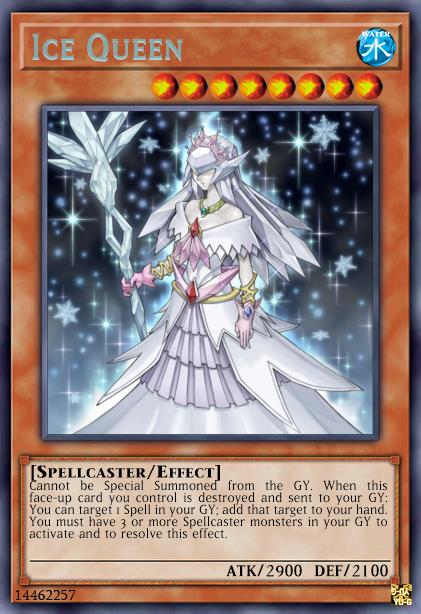 Ice Queen
WATER
水
[Spellcaster/Effect]
Cannot be Special Summoned from the GY. When this
face-up card you control is destroyed and sent to your GY:
You can target 1 Spell in your GY; add that target to your hand.
You must have 3 or more Spellcaster monsters in your GY to
activate and to resolve this effect.
ATK/2900 DEF/2100
14462257